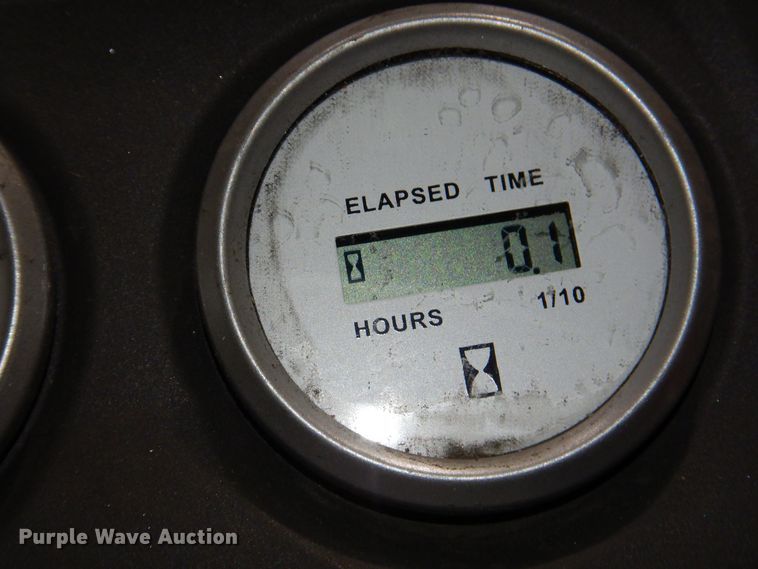 ELAPSED TIME
0.1
HOURS 1/10
Purple Wave Auction